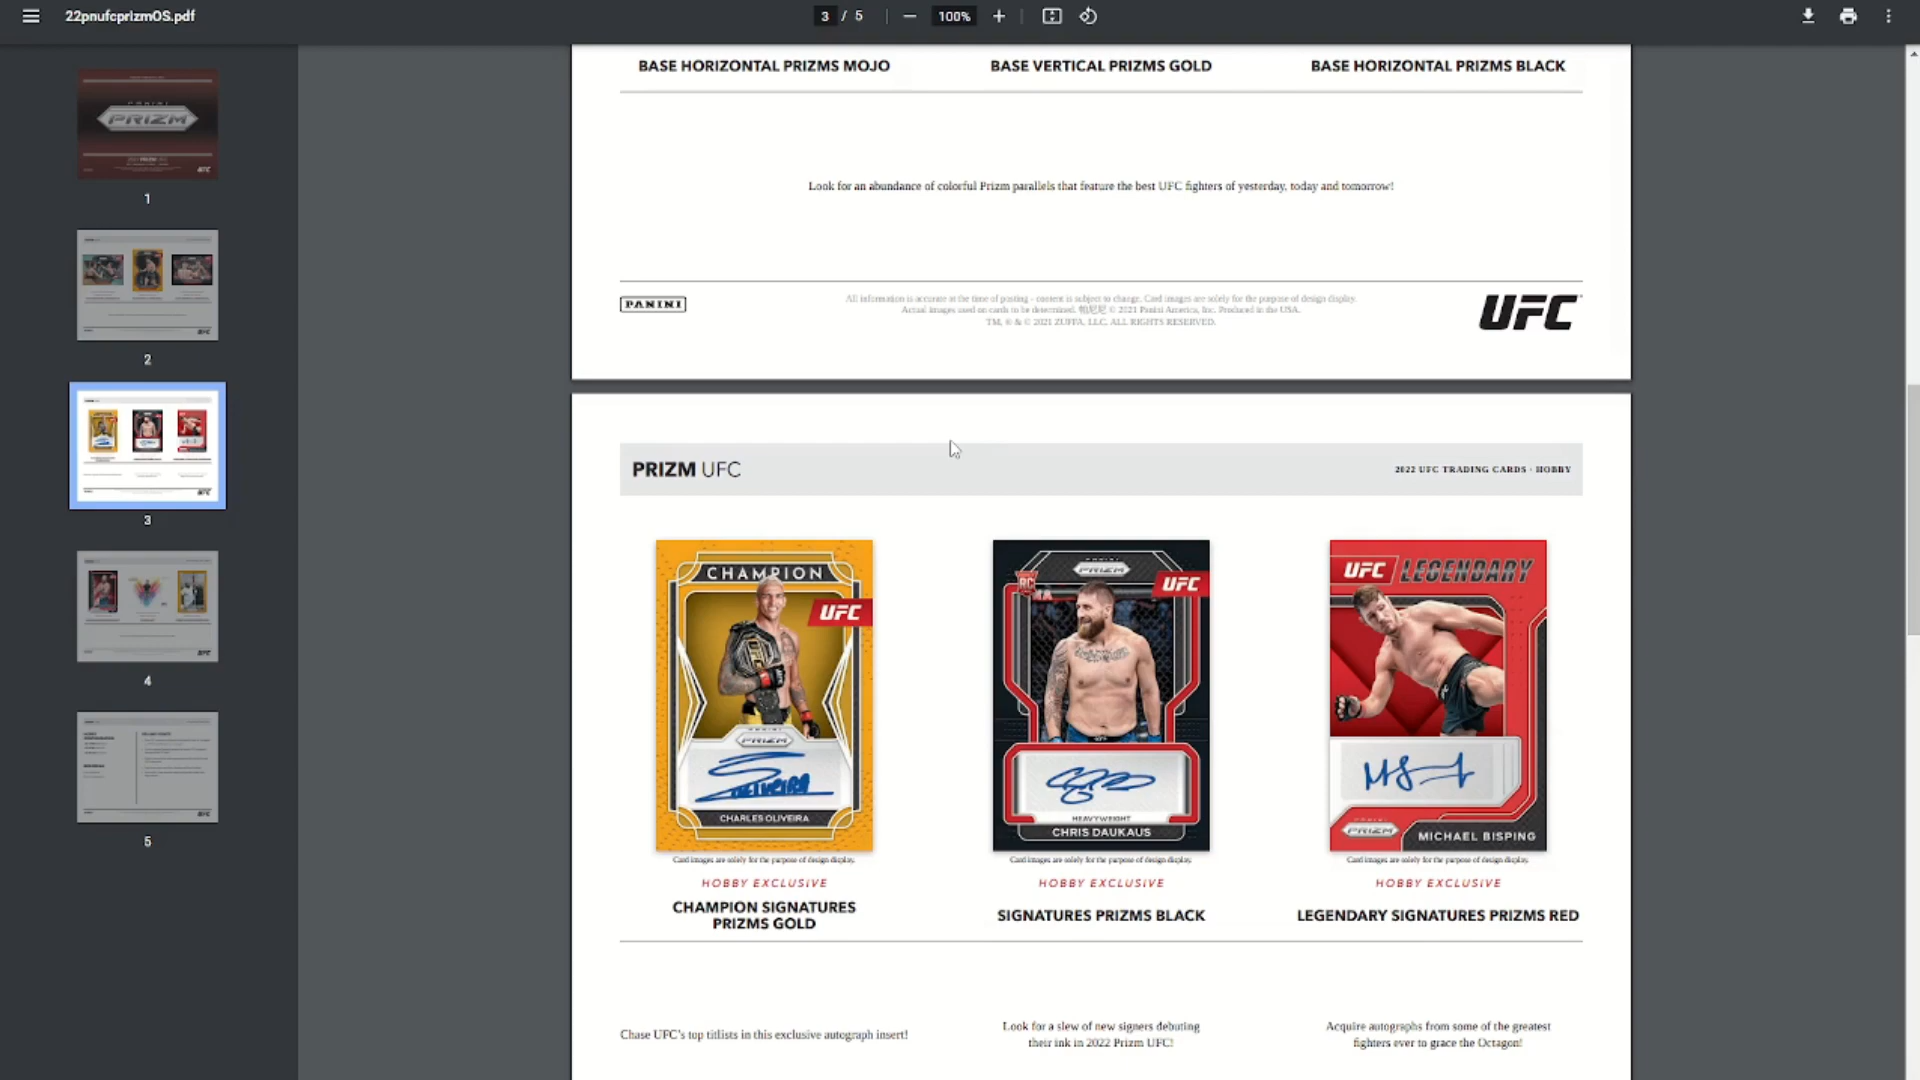 22pnufcprizmOS.pdf
3 / 5
100%
1
2
3
4
5
BASE HORIZONTAL PRIZMS MOJO
BASE VERTICAL PRIZMS GOLD
BASE HORIZONTAL PRIZMS BLACK
Look for an abundance of colorful Prizm parallels that feature the best UFC fighters of yesterday, today and tomorrow!
PANINI
All information is accurate at the time of posting - content is subject to change. Card images are solely for the purpose of design display.
Actual images used on cards to be determined. 帕尼尼 © 2021 Panini America, Inc. Produced in the USA.
TM, ® & © 2021 ZUFFA, LLC. ALL RIGHTS RESERVED.
UFC
PRIZM UFC
2022 UFC TRADING CARDS - HOBBY
CHAMPION
UFC
PRIZM
CHARLES OLIVEIRA
Card images are solely for the purpose of design display.
HOBBY EXCLUSIVE
CHAMPION SIGNATURES
PRIZMS GOLD
PRIZM
RC
UFC
HEAVYWEIGHT
CHRIS DAUKAUS
Card images are solely for the purpose of design display.
HOBBY EXCLUSIVE
SIGNATURES PRIZMS BLACK
UFC LEGENDARY
PRIZM
MICHAEL BISPING
Card images are solely for the purpose of design display.
HOBBY EXCLUSIVE
LEGENDARY SIGNATURES PRIZMS RED
Chase UFC's top titlists in this exclusive autograph insert!
Look for a slew of new signers debuting
their ink in 2022 Prizm UFC!
Acquire autographs from some of the greatest
fighters ever to grace the Octagon!